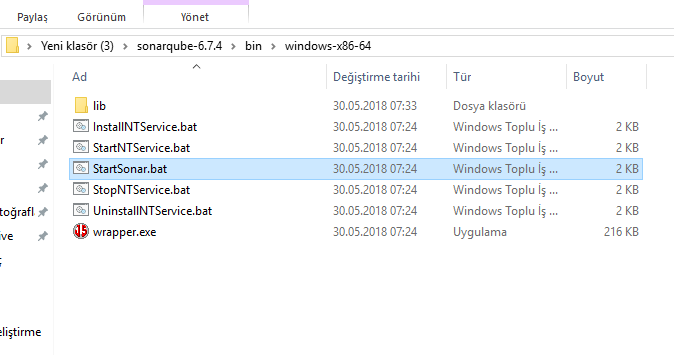 Paylaş Görünüm Yönet
Yeni klasör (3) › sonarqube-6.7.4 › bin › windows-x86-64
Ad Değiştirme tarihi Tür Boyut
lib 30.05.2018 07:33 Dosya klasörü
InstallNTService.bat 30.05.2018 07:24 Windows Toplu İş ... 2 KB
StartNTService.bat 30.05.2018 07:24 Windows Toplu İş ... 2 KB
r
StartSonar.bat 30.05.2018 07:24 Windows Toplu İş ... 2 KB
StopNTService.bat 30.05.2018 07:24 Windows Toplu İş ... 2 KB
toğrafl UninstallNTService.bat 30.05.2018 07:24 Windows Toplu İş ... 2 KB
ive wrapper.exe 30.05.2018 07:24 Uygulama 216 KB
eliştirme